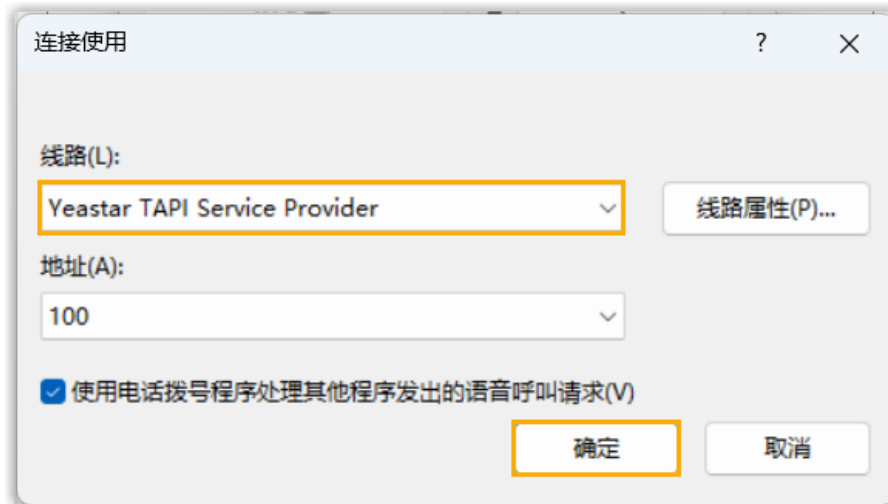 连接使用
线路(L):
Yeastar TAPI Service Provider
线路属性(P)...
地址(A):
100
使用电话拨号程序处理其他程序发出的语音呼叫请求(V)
确定
取消